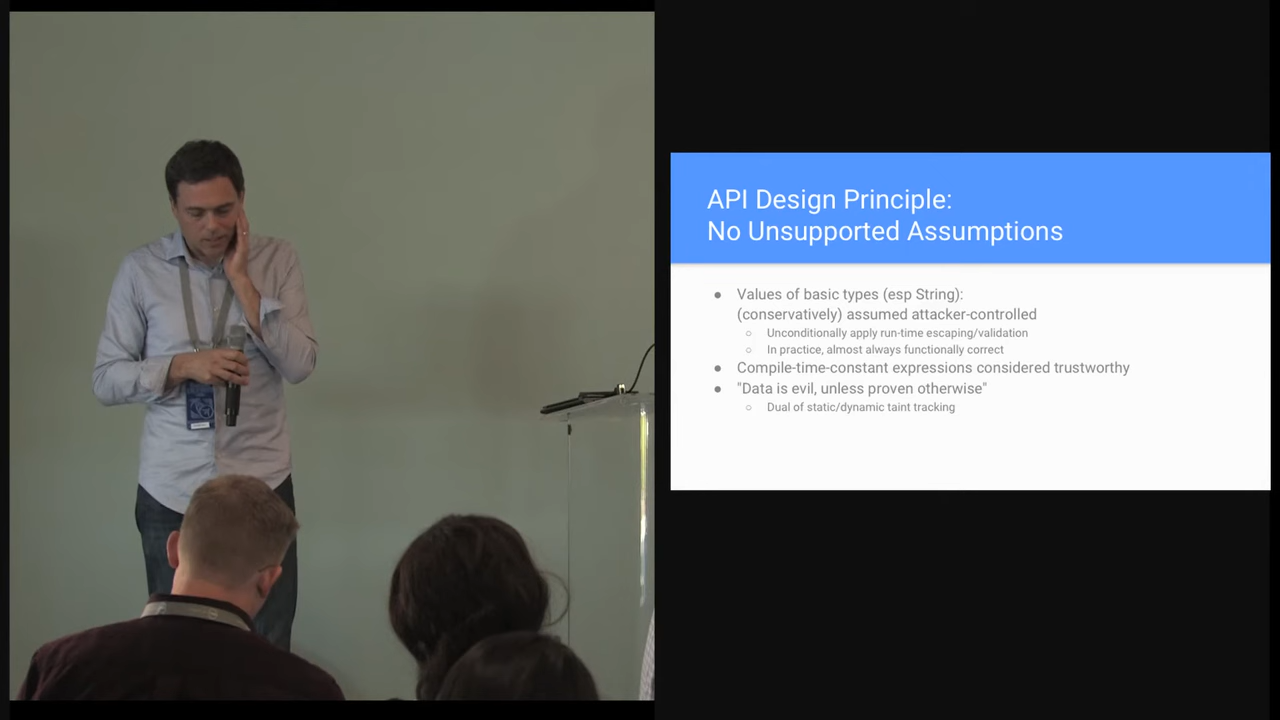 API Design Principle:
No Unsupported Assumptions
● Values of basic types (esp String):
(conservatively) assumed attacker-controlled
○ Unconditionally apply run-time escaping/validation
○ In practice, almost always functionally correct
● Compile-time-constant expressions considered trustworthy
● "Data is evil, unless proven otherwise"
○ Dual of static/dynamic taint tracking